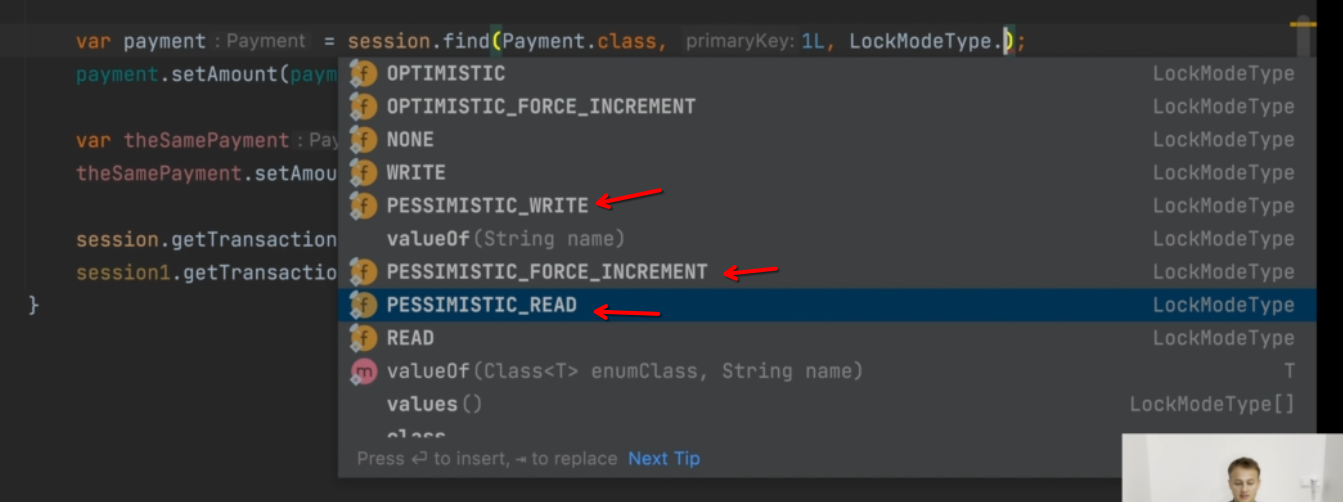 var payment : Payment = session.find(Payment.class, primaryKey: 1L, LockModeType.);
payment.setAmount(paym
OPTIMISTIC LockModeType
OPTIMISTIC_FORCE_INCREMENT LockModeType
var theSamePayment : Pay
NONE LockModeType
theSamePayment.setAmou
WRITE LockModeType
PESSIMISTIC_WRITE LockModeType
session.getTransaction
valueOf(String name) LockModeType
session1.getTransactio
PESSIMISTIC_FORCE_INCREMENT LockModeType
}
PESSIMISTIC_READ LockModeType
READ LockModeType
valueOf(Class<T> enumClass, String name) T
values() LockModeType[]
class
Press ↵ to insert, ⇥ to replace Next Tip